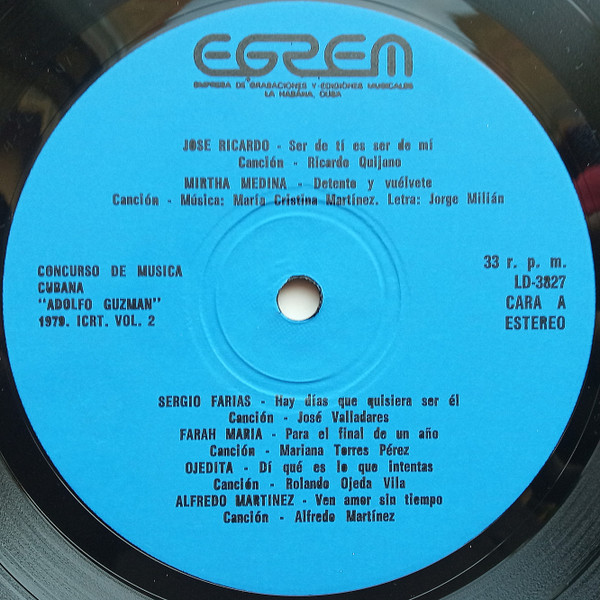 EGREM
EMPRESA DE GRABACIONES Y EDICIONES MUSICALES
LA HABANA, CUBA
JOSE RICARDO - Ser de tí es ser de mí
Canción - Ricardo Quijano
MIRTHA MEDINA - Detente y vuélvete
Canción - Música: María Cristina Martínez. Letra: Jorge Milián
CONCURSO DE MUSICA
CUBANA
"ADOLFO GUZMAN"
1979. ICRT. VOL. 2
33 r. p. m.
LD-3827
CARA A
ESTEREO
SERGIO FARIAS - Hay días que quisiera ser él
Canción - José Valladares
FARAH MARIA - Para el final de un año
Canción - Mariana Torres Pérez
OJEDITA - Dí qué es lo que intentas
Canción - Rolando Ojeda Vila
ALFREDO MARTINEZ - Ven amor sin tiempo
Canción - Alfredo Martínez